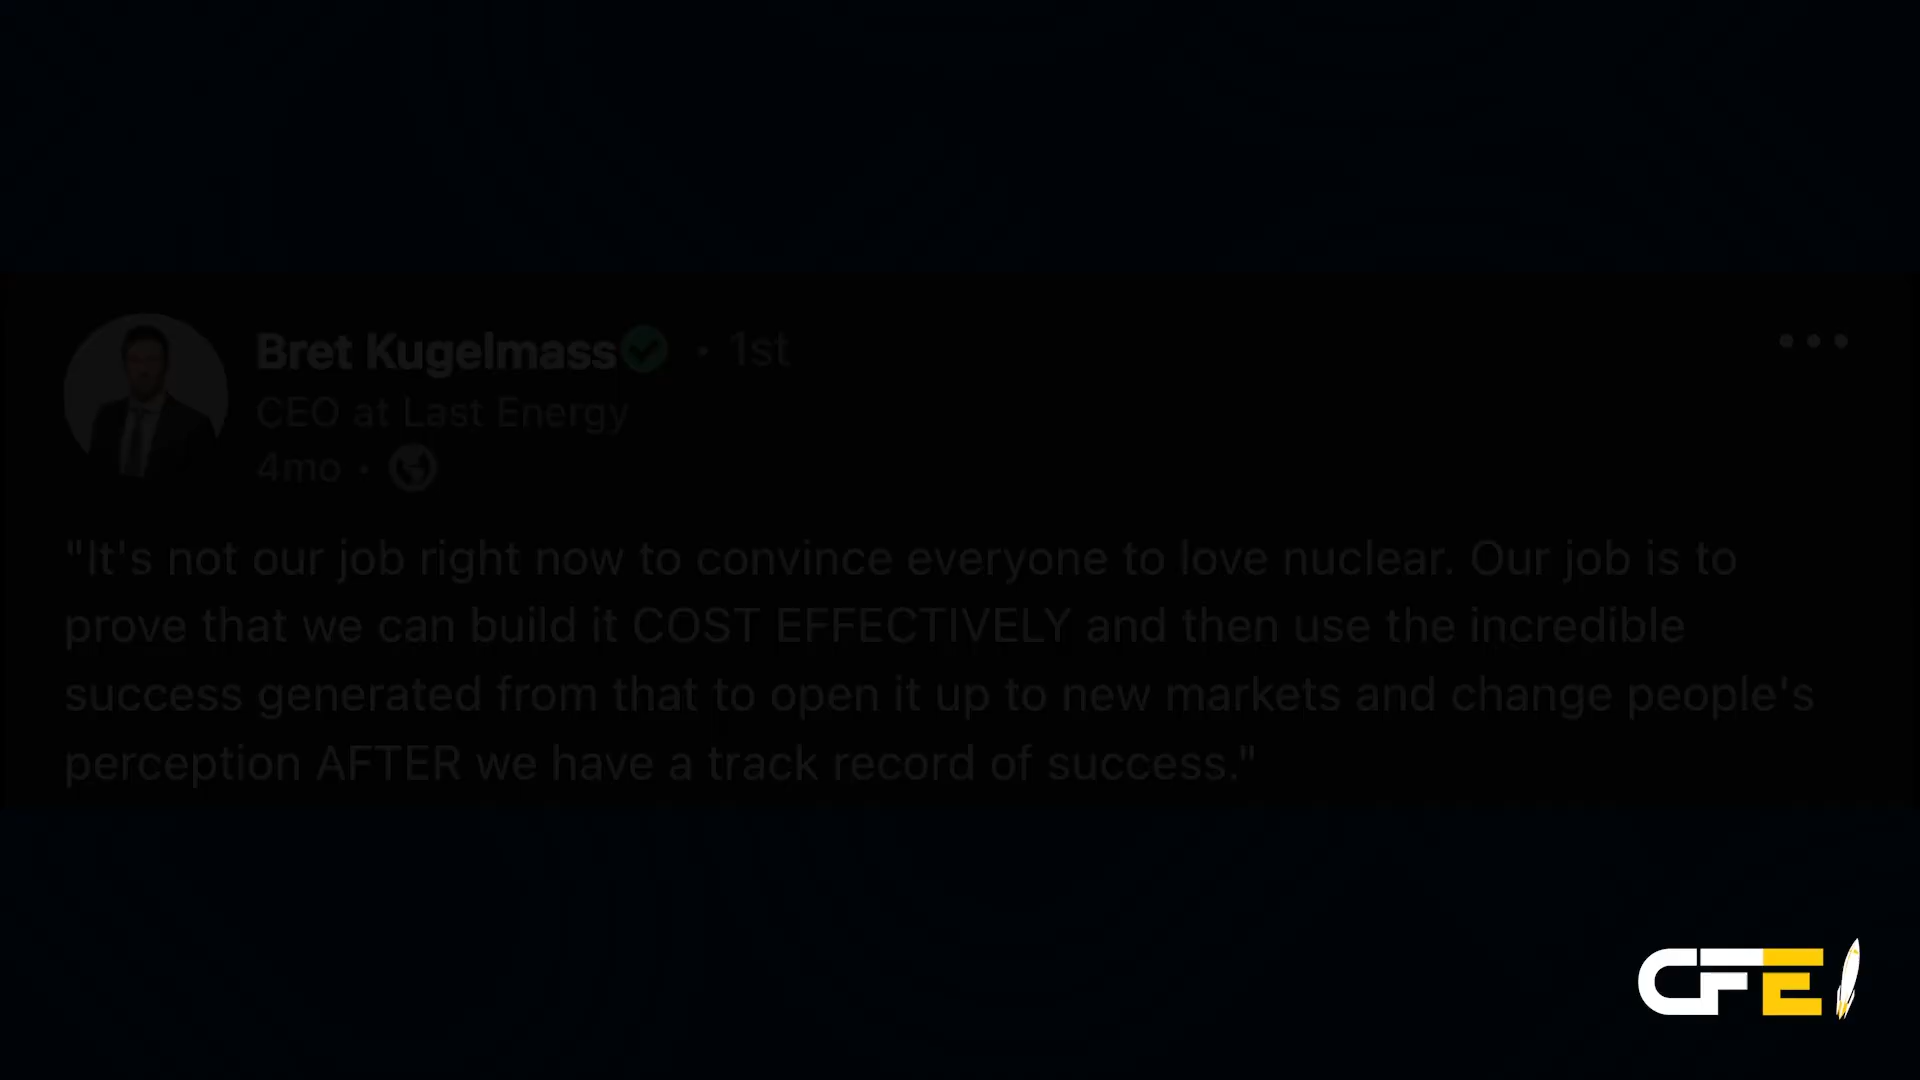 Bret Kugelmass · 1st
CEO at Last Energy
4mo ·
"It's not our job right now to convince everyone to love nuclear. Our job is to
prove that we can build it COST EFFECTIVELY and then use the incredible
success generated from that to open it up to new markets and change people's
perception AFTER we have a track record of success."
CFE